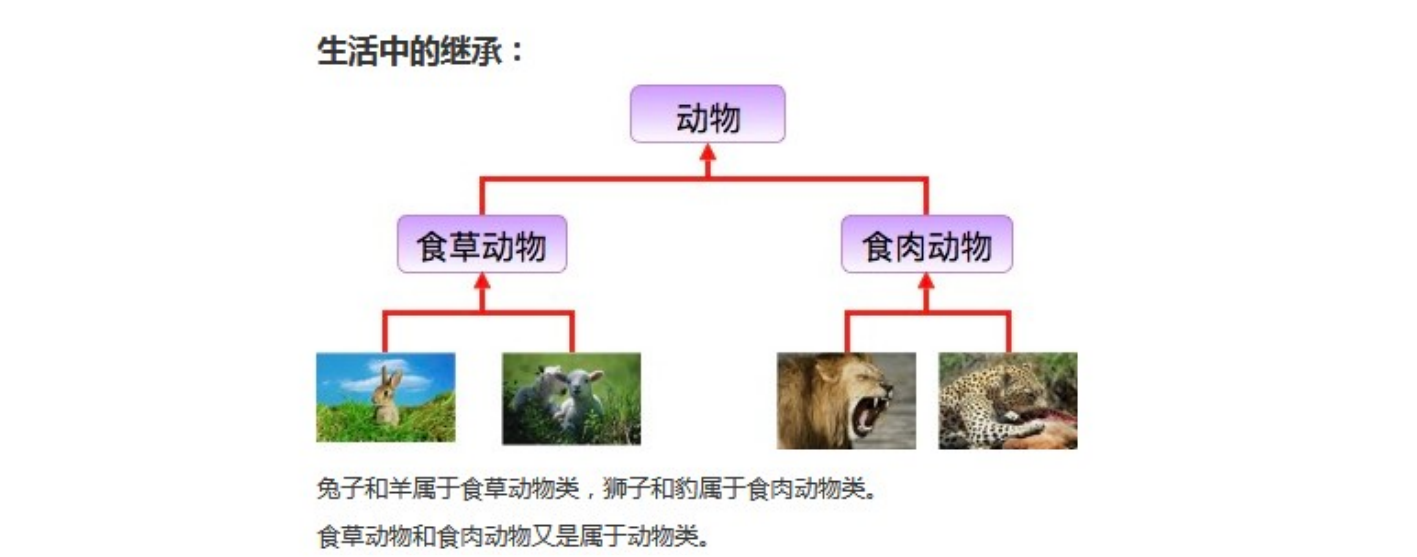 生活中的继承：
动物
食草动物
食肉动物
兔子和羊属于食草动物类，狮子和豹属于食肉动物类。
食草动物和食肉动物又是属于动物类。